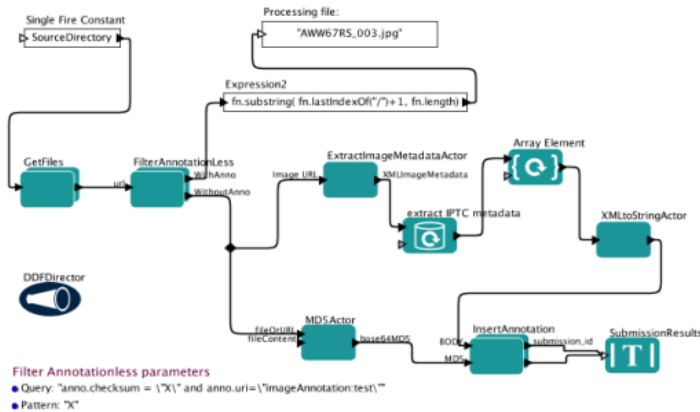 Single Fire Constant
SourceDirectory
Processing file:
"AWW67RS_003.jpg"
Expression2
fn.substring( fn.lastIndexOf("/")+1, fn.length)
GetFiles
url
FilterAnnotationLess
WithAnno
WithoutAnno
Image URL
ExtractImageMetadataActor
XMLImageMetadata
extract IPTC metadata
Array Element
{ }
XMLtoStringActor
DDFDirector
MD5Actor
fileOrURL
fileContent
base64MD5
InsertAnnotation
BODY
MD5
submission_id
SubmissionResults
T
Filter Annotationless parameters
Query: "anno.checksum = \"X\" and anno.uri=\"imageAnnotation:test\""
Pattern: "X"